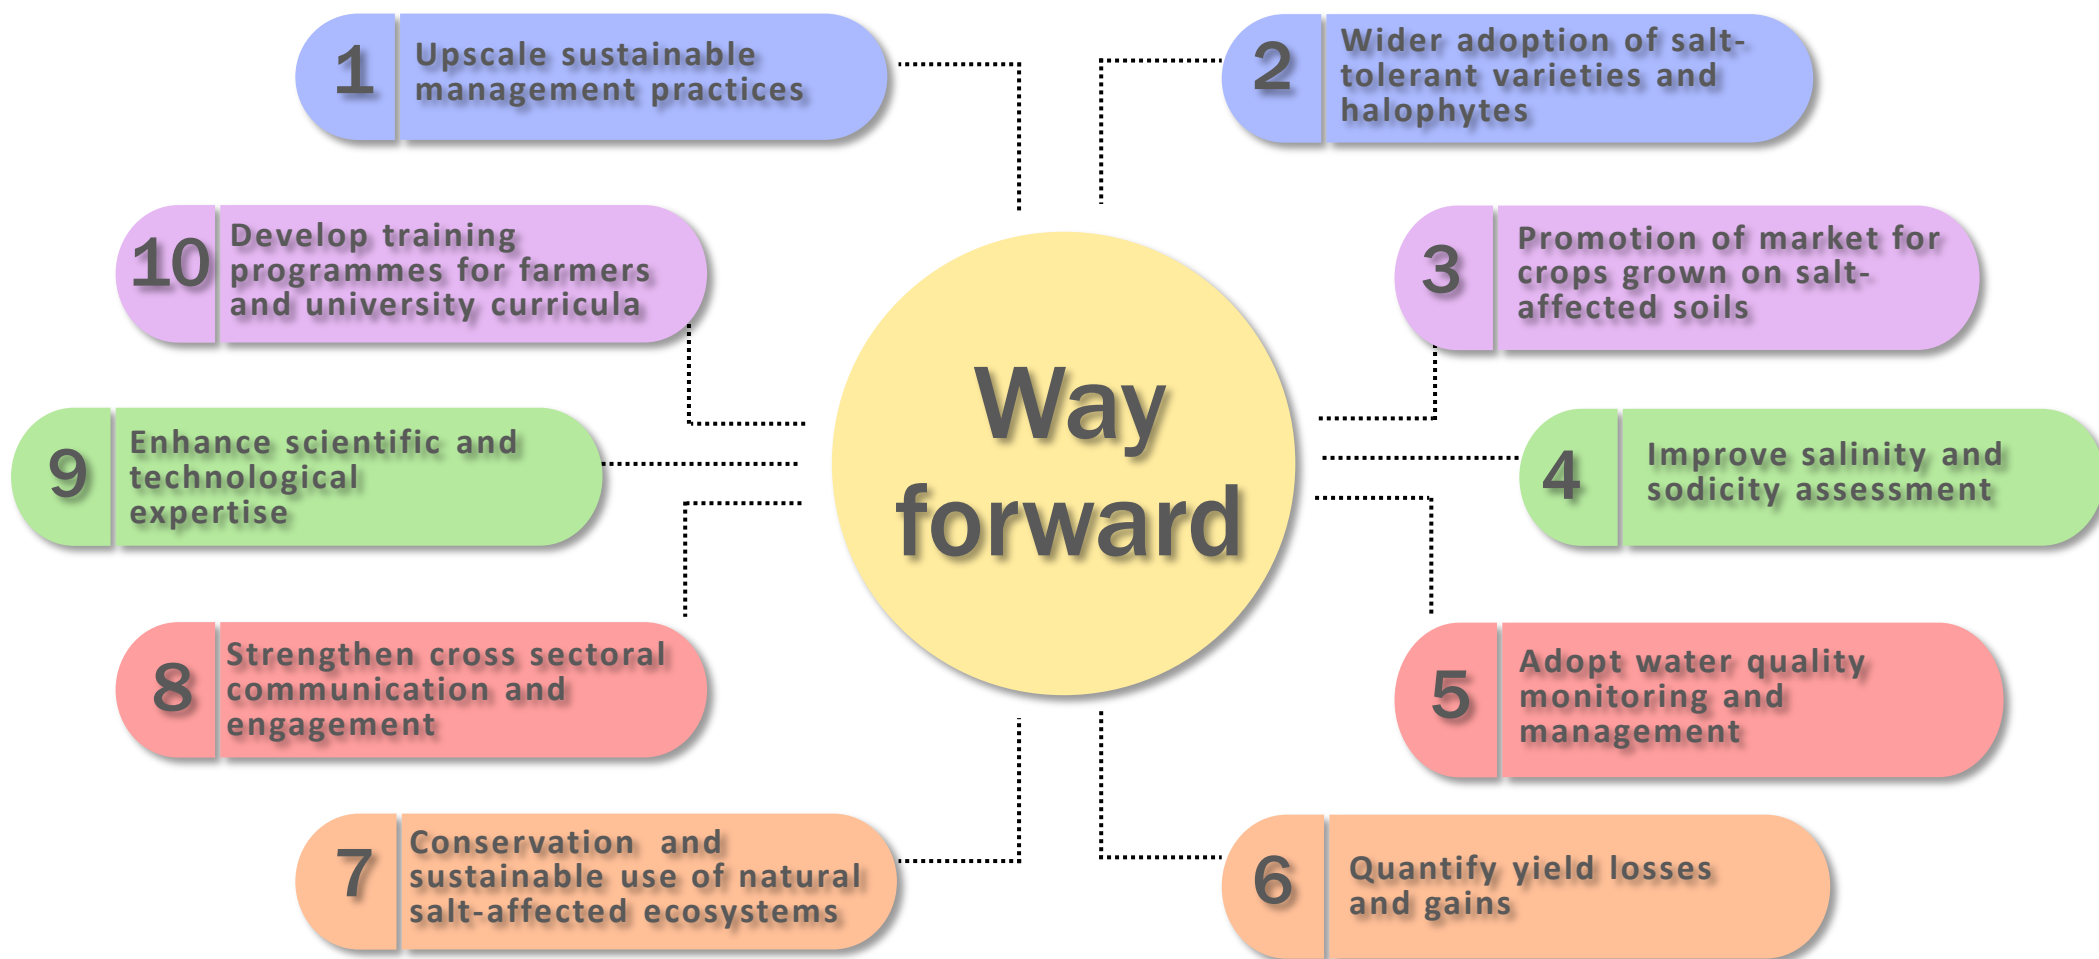 1
Upscale sustainable
management practices
2
Wider adoption of salt-
tolerant varieties and
halophytes
10
Develop training
programmes for farmers
and university curricula
3
Promotion of market for
crops grown on salt-
affected soils
Way
forward
9
Enhance scientific and
technological
expertise
4
Improve salinity and
sodicity assessment
8
Strengthen cross sectoral
communication and
engagement
5
Adopt water quality
monitoring and
management
7
Conservation and
sustainable use of natural
salt-affected ecosystems
6
Quantify yield losses
and gains